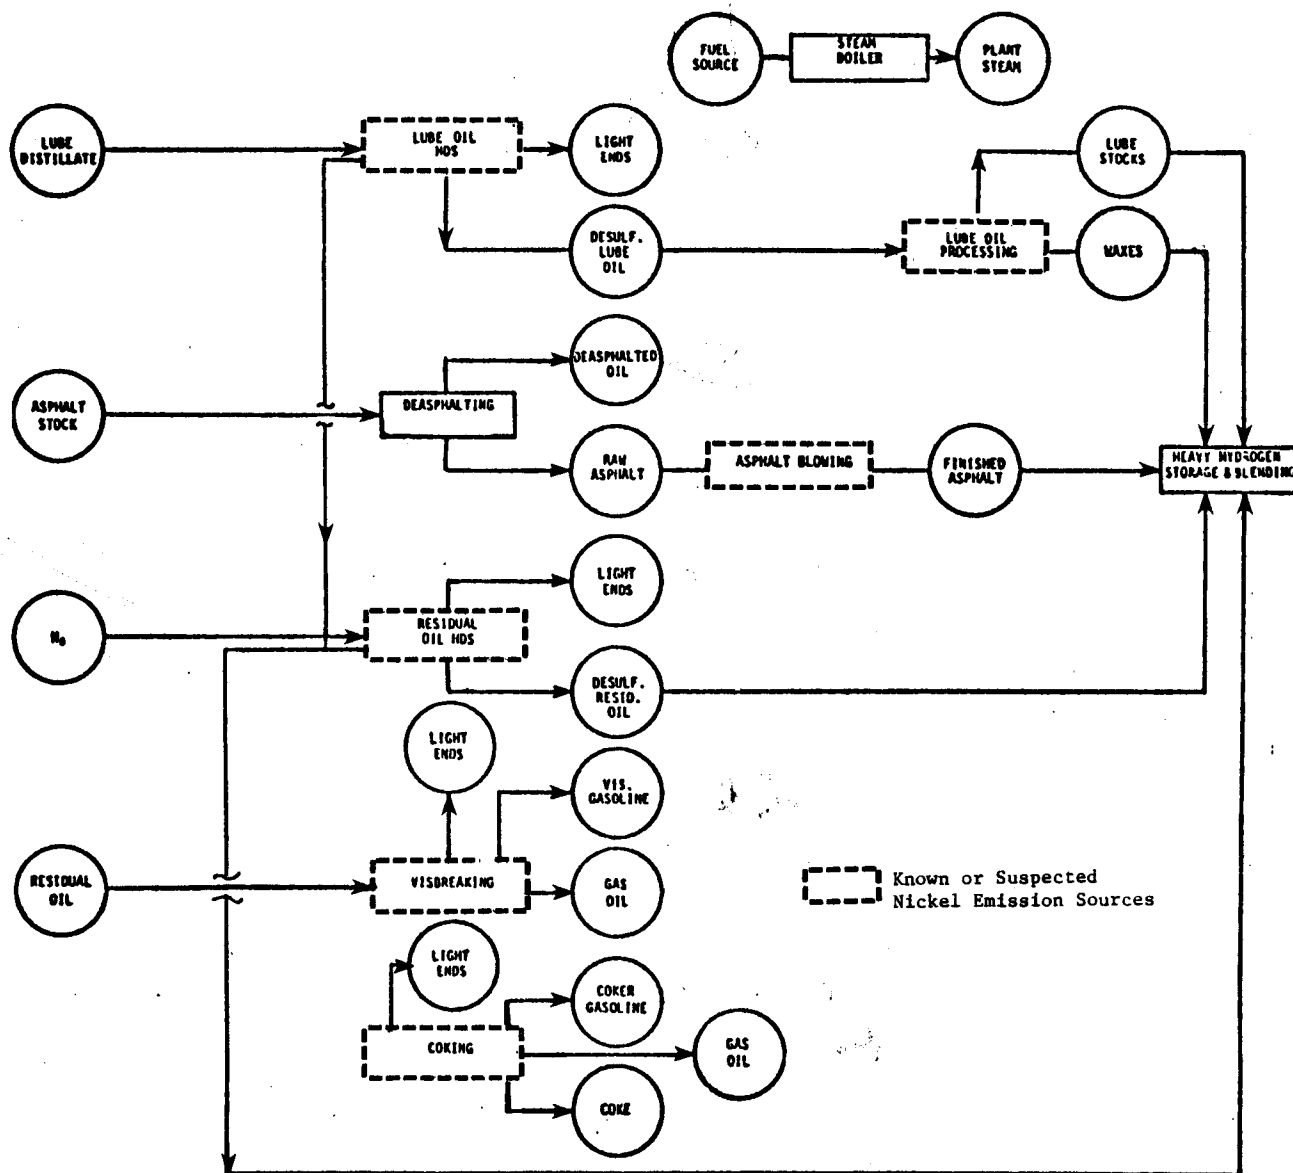 FUEL
SOURCE
STEAM
BOILER
PLANT
STEAM
LUBE
DISTILLATE
LUBE OIL
HDS
LIGHT
ENDS
LUBE
STOCKS
DESULF.
LUBE
OIL
LUBE OIL
PROCESSING
WAXES
DEASPHALTED
OIL
ASPHALT
STOCK
DEASPHALTING
RAW
ASPHALT
ASPHALT BLOWING
FINISHED
ASPHALT
HEAVY HYDROGEN
STORAGE & BLENDING
LIGHT
ENDS
RESIDUAL
OIL HDS
DESULF.
RESID.
OIL
LIGHT
ENDS
VIS.
GASOLINE
RESIDUAL
OIL
VISBREAKING
GAS
OIL
Known or Suspected
Nickel Emission Sources
LIGHT
ENDS
COKER
GASOLINE
COKING
GAS
OIL
COKE